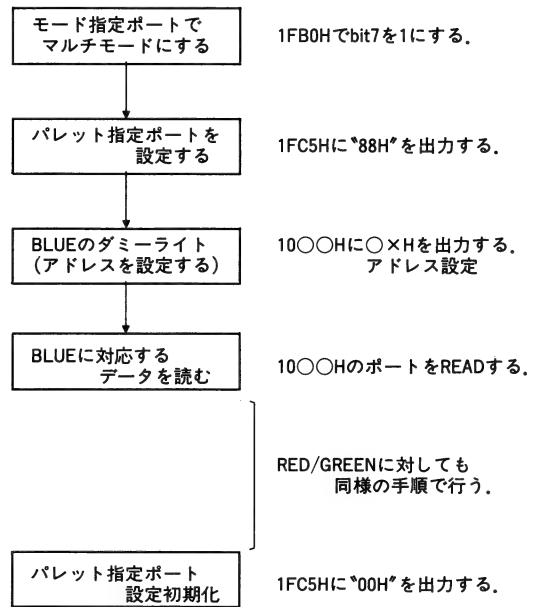 モード指定ポートで
マルチモードにする
1FB0Hでbit7を1にする.
パレット指定ポートを
設定する
1FC5Hに〝88H〞を出力する.
BLUEのダミーライト
(アドレスを設定する)
10○○Hに○×Hを出力する.
アドレス設定
BLUEに対応する
データを読む
10○○HのポートをREADする.
RED/GREENに対しても
同様の手順で行う.
パレット指定ポート
設定初期化
1FC5Hに〝00H〞を出力する.